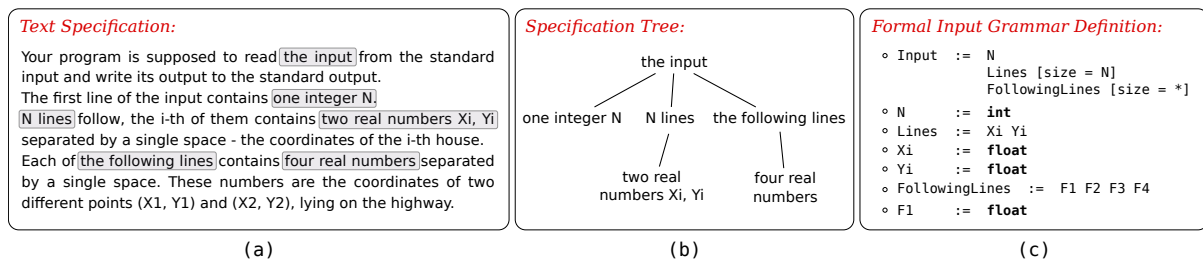 Text Specification:
Your program is supposed to read the input from the standard
input and write its output to the standard output.
The first line of the input contains one integer N.
N lines follow, the i-th of them contains two real numbers Xi, Yi
separated by a single space - the coordinates of the i-th house.
Each of the following lines contains four real numbers separated
by a single space. These numbers are the coordinates of two
different points (X1, Y1) and (X2, Y2), lying on the highway.
(a)
Specification Tree:
the input
one integer N N lines the following lines
two real
numbers Xi, Yi
four real
numbers
(b)
Formal Input Grammar Definition:
∘ Input := N
Lines [size = N]
FollowingLines [size = *]
∘ N := int
∘ Lines := Xi Yi
∘ Xi := float
∘ Yi := float
∘ FollowingLines := F1 F2 F3 F4
∘ F1 := float
(c)